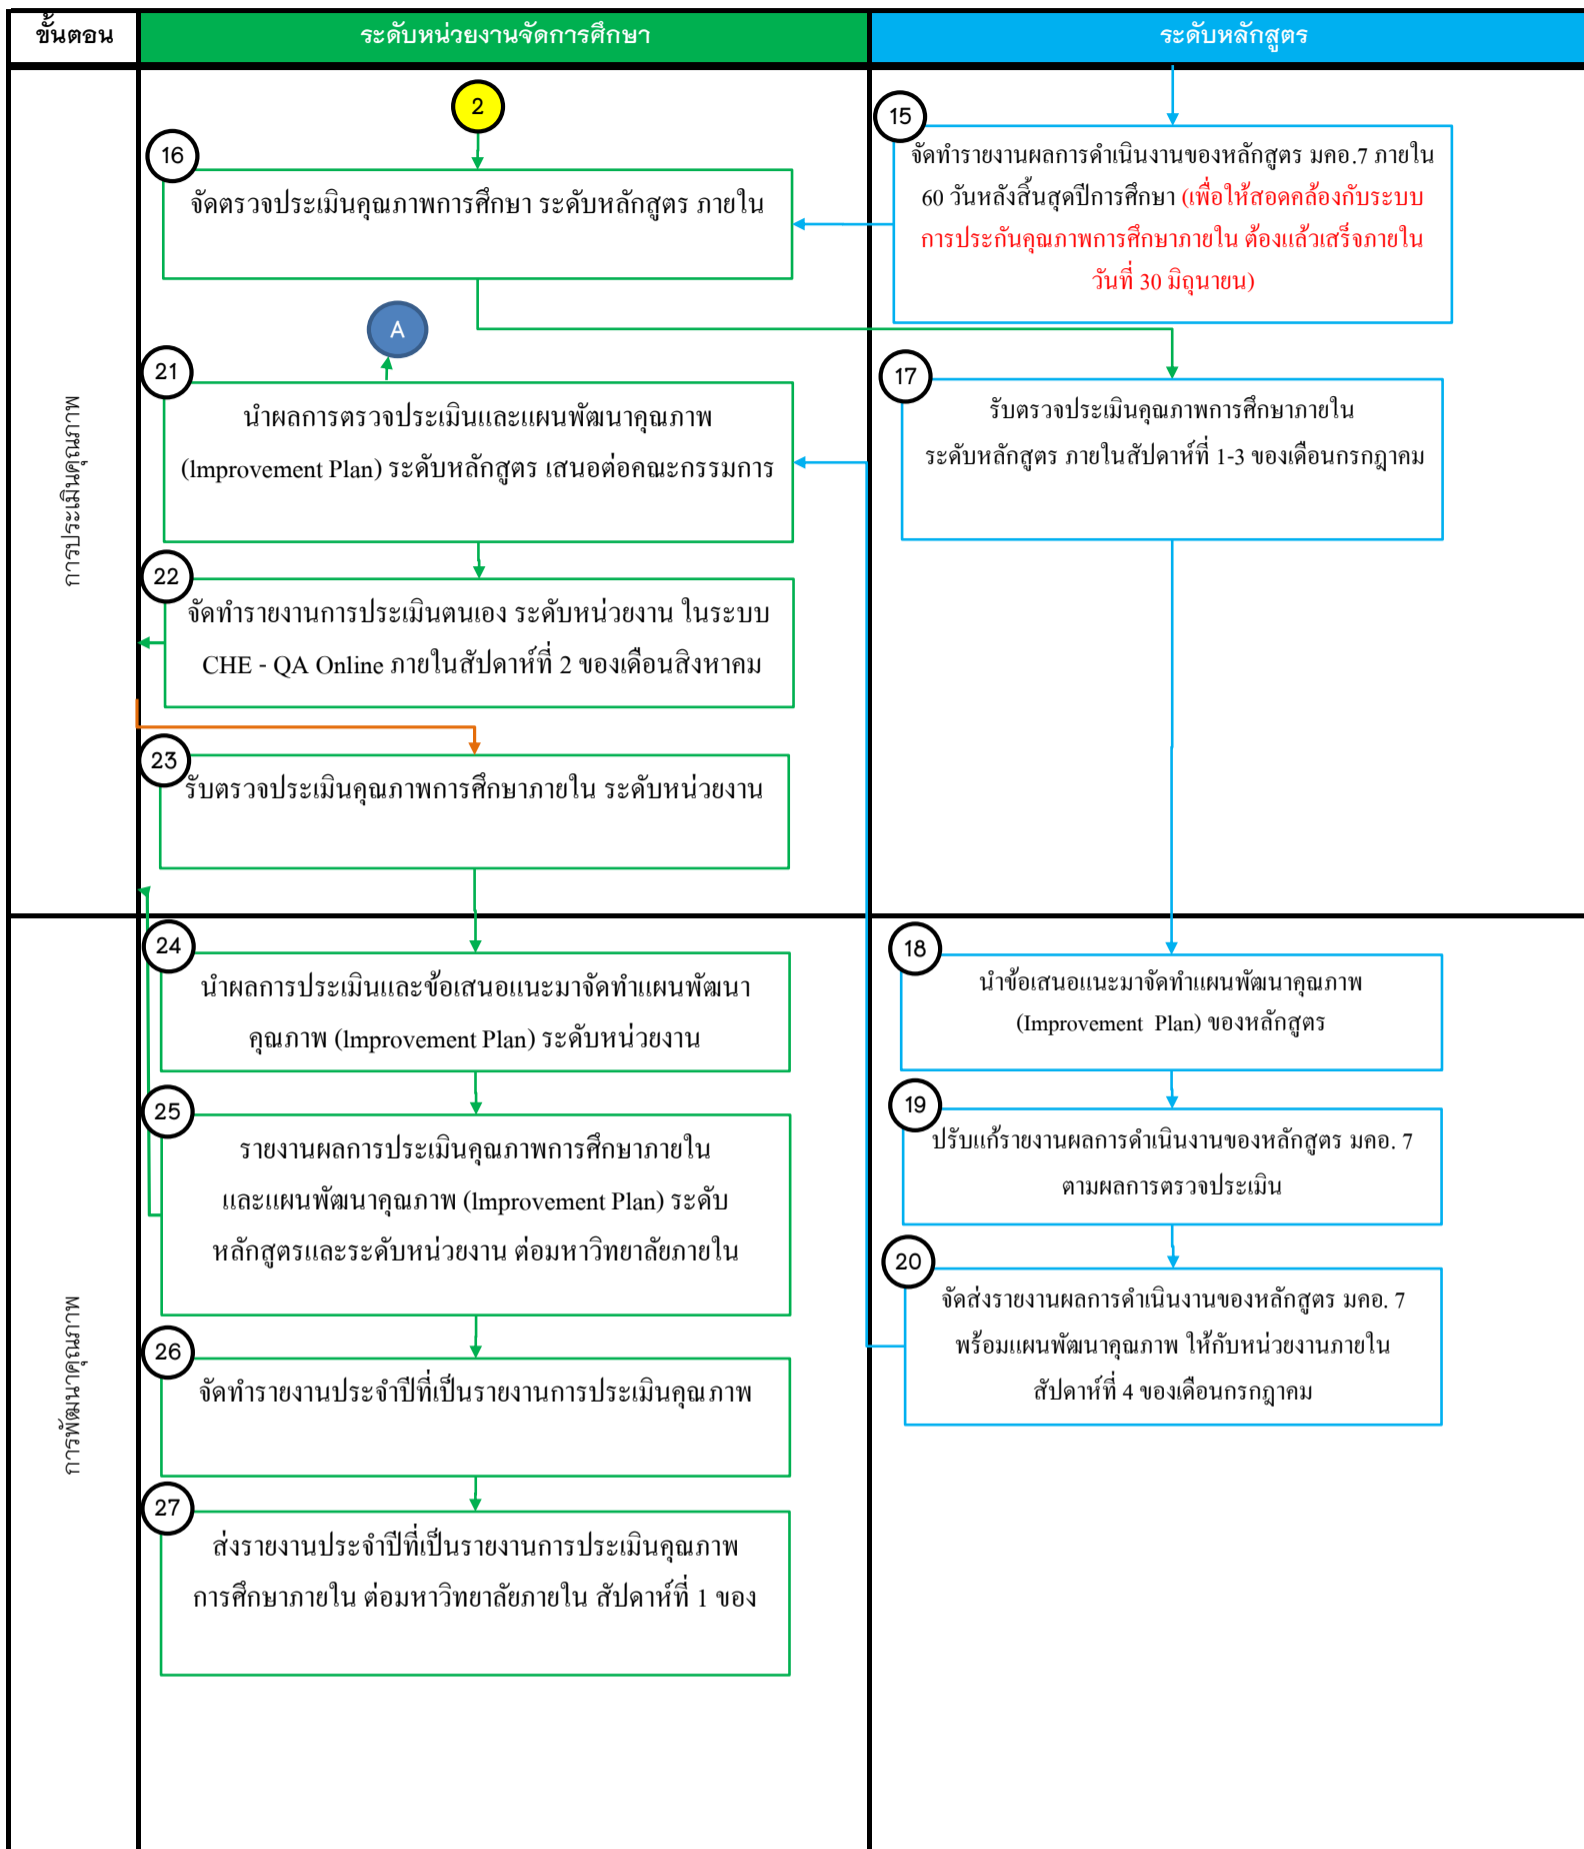 ขั้นตอน
ระดับหน่วยงานจัดการศึกษา
ระดับหลักสูตร
การประเมินคุณภาพ
2
15
จัดทำรายงานผลการดำเนินงานของหลักสูตร มคอ.7 ภายใน
60 วันหลังสิ้นสุดปีการศึกษา (เพื่อให้สอดคล้องกับระบบ
การประกันคุณภาพการศึกษาภายใน ต้องแล้วเสร็จภายใน
วันที่ 30 มิถุนายน)
16
จัดตรวจประเมินคุณภาพการศึกษา ระดับหลักสูตร ภายใน
A
17
รับตรวจประเมินคุณภาพการศึกษาภายใน
ระดับหลักสูตร ภายในสัปดาห์ที่ 1-3 ของเดือนกรกฎาคม
21
นำผลการตรวจประเมินและแผนพัฒนาคุณภาพ
(lmprovement Plan) ระดับหลักสูตร เสนอต่อคณะกรรมการ
22
จัดทำรายงานการประเมินตนเอง ระดับหน่วยงาน ในระบบ
CHE - QA Online ภายในสัปดาห์ที่ 2 ของเดือนสิงหาคม
23
รับตรวจประเมินคุณภาพการศึกษาภายใน ระดับหน่วยงาน
การพัฒนาคุณภาพ
24
นำผลการประเมินและข้อเสนอแนะมาจัดทำแผนพัฒนา
คุณภาพ (lmprovement Plan) ระดับหน่วยงาน
18
นำข้อเสนอแนะมาจัดทำแผนพัฒนาคุณภาพ
(Improvement Plan) ของหลักสูตร
25
รายงานผลการประเมินคุณภาพการศึกษาภายใน
และแผนพัฒนาคุณภาพ (lmprovement Plan) ระดับ
หลักสูตรและระดับหน่วยงาน ต่อมหาวิทยาลัยภายใน
19
ปรับแก้รายงานผลการดำเนินงานของหลักสูตร มคอ. 7
ตามผลการตรวจประเมิน
20
จัดส่งรายงานผลการดำเนินงานของหลักสูตร มคอ. 7
พร้อมแผนพัฒนาคุณภาพ ให้กับหน่วยงานภายใน
สัปดาห์ที่ 4 ของเดือนกรกฎาคม
26
จัดทำรายงานประจำปีที่เป็นรายงานการประเมินคุณภาพ
27
ส่งรายงานประจำปีที่เป็นรายงานการประเมินคุณภาพ
การศึกษาภายใน ต่อมหาวิทยาลัยภายใน สัปดาห์ที่ 1 ของ